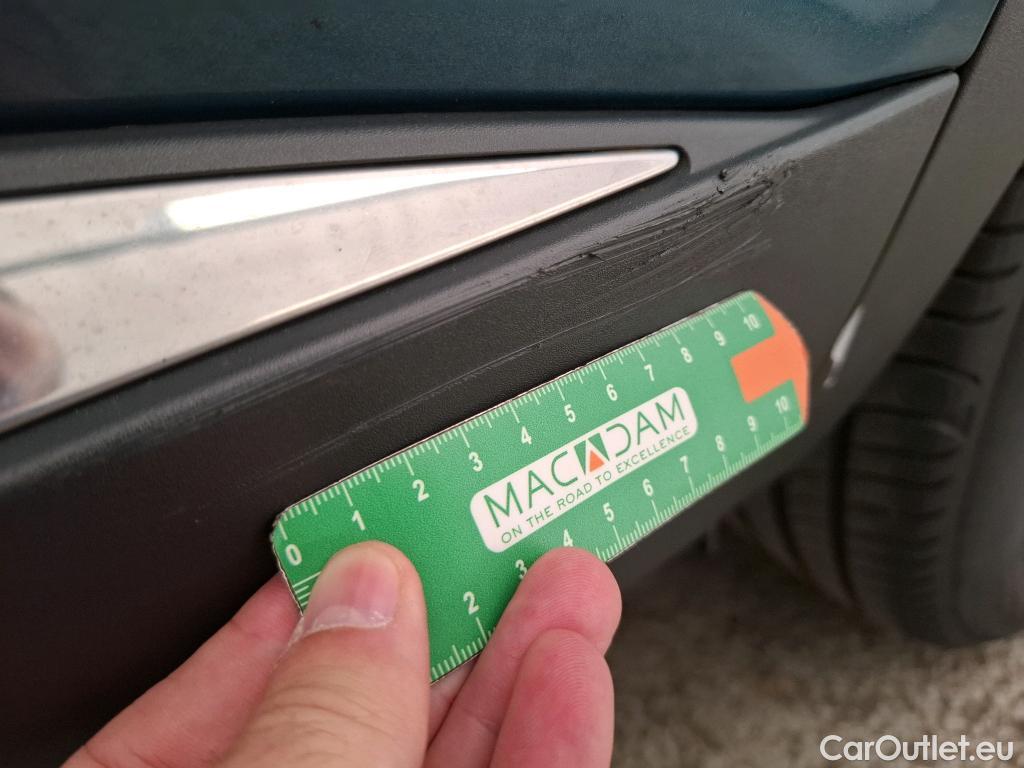 0 1 2 3 4 5 6 7 8 9 10
MACADAM
ON THE ROAD TO EXCELLENCE
2 3 4 5 6 7 8 9 10
CarOutlet.eu